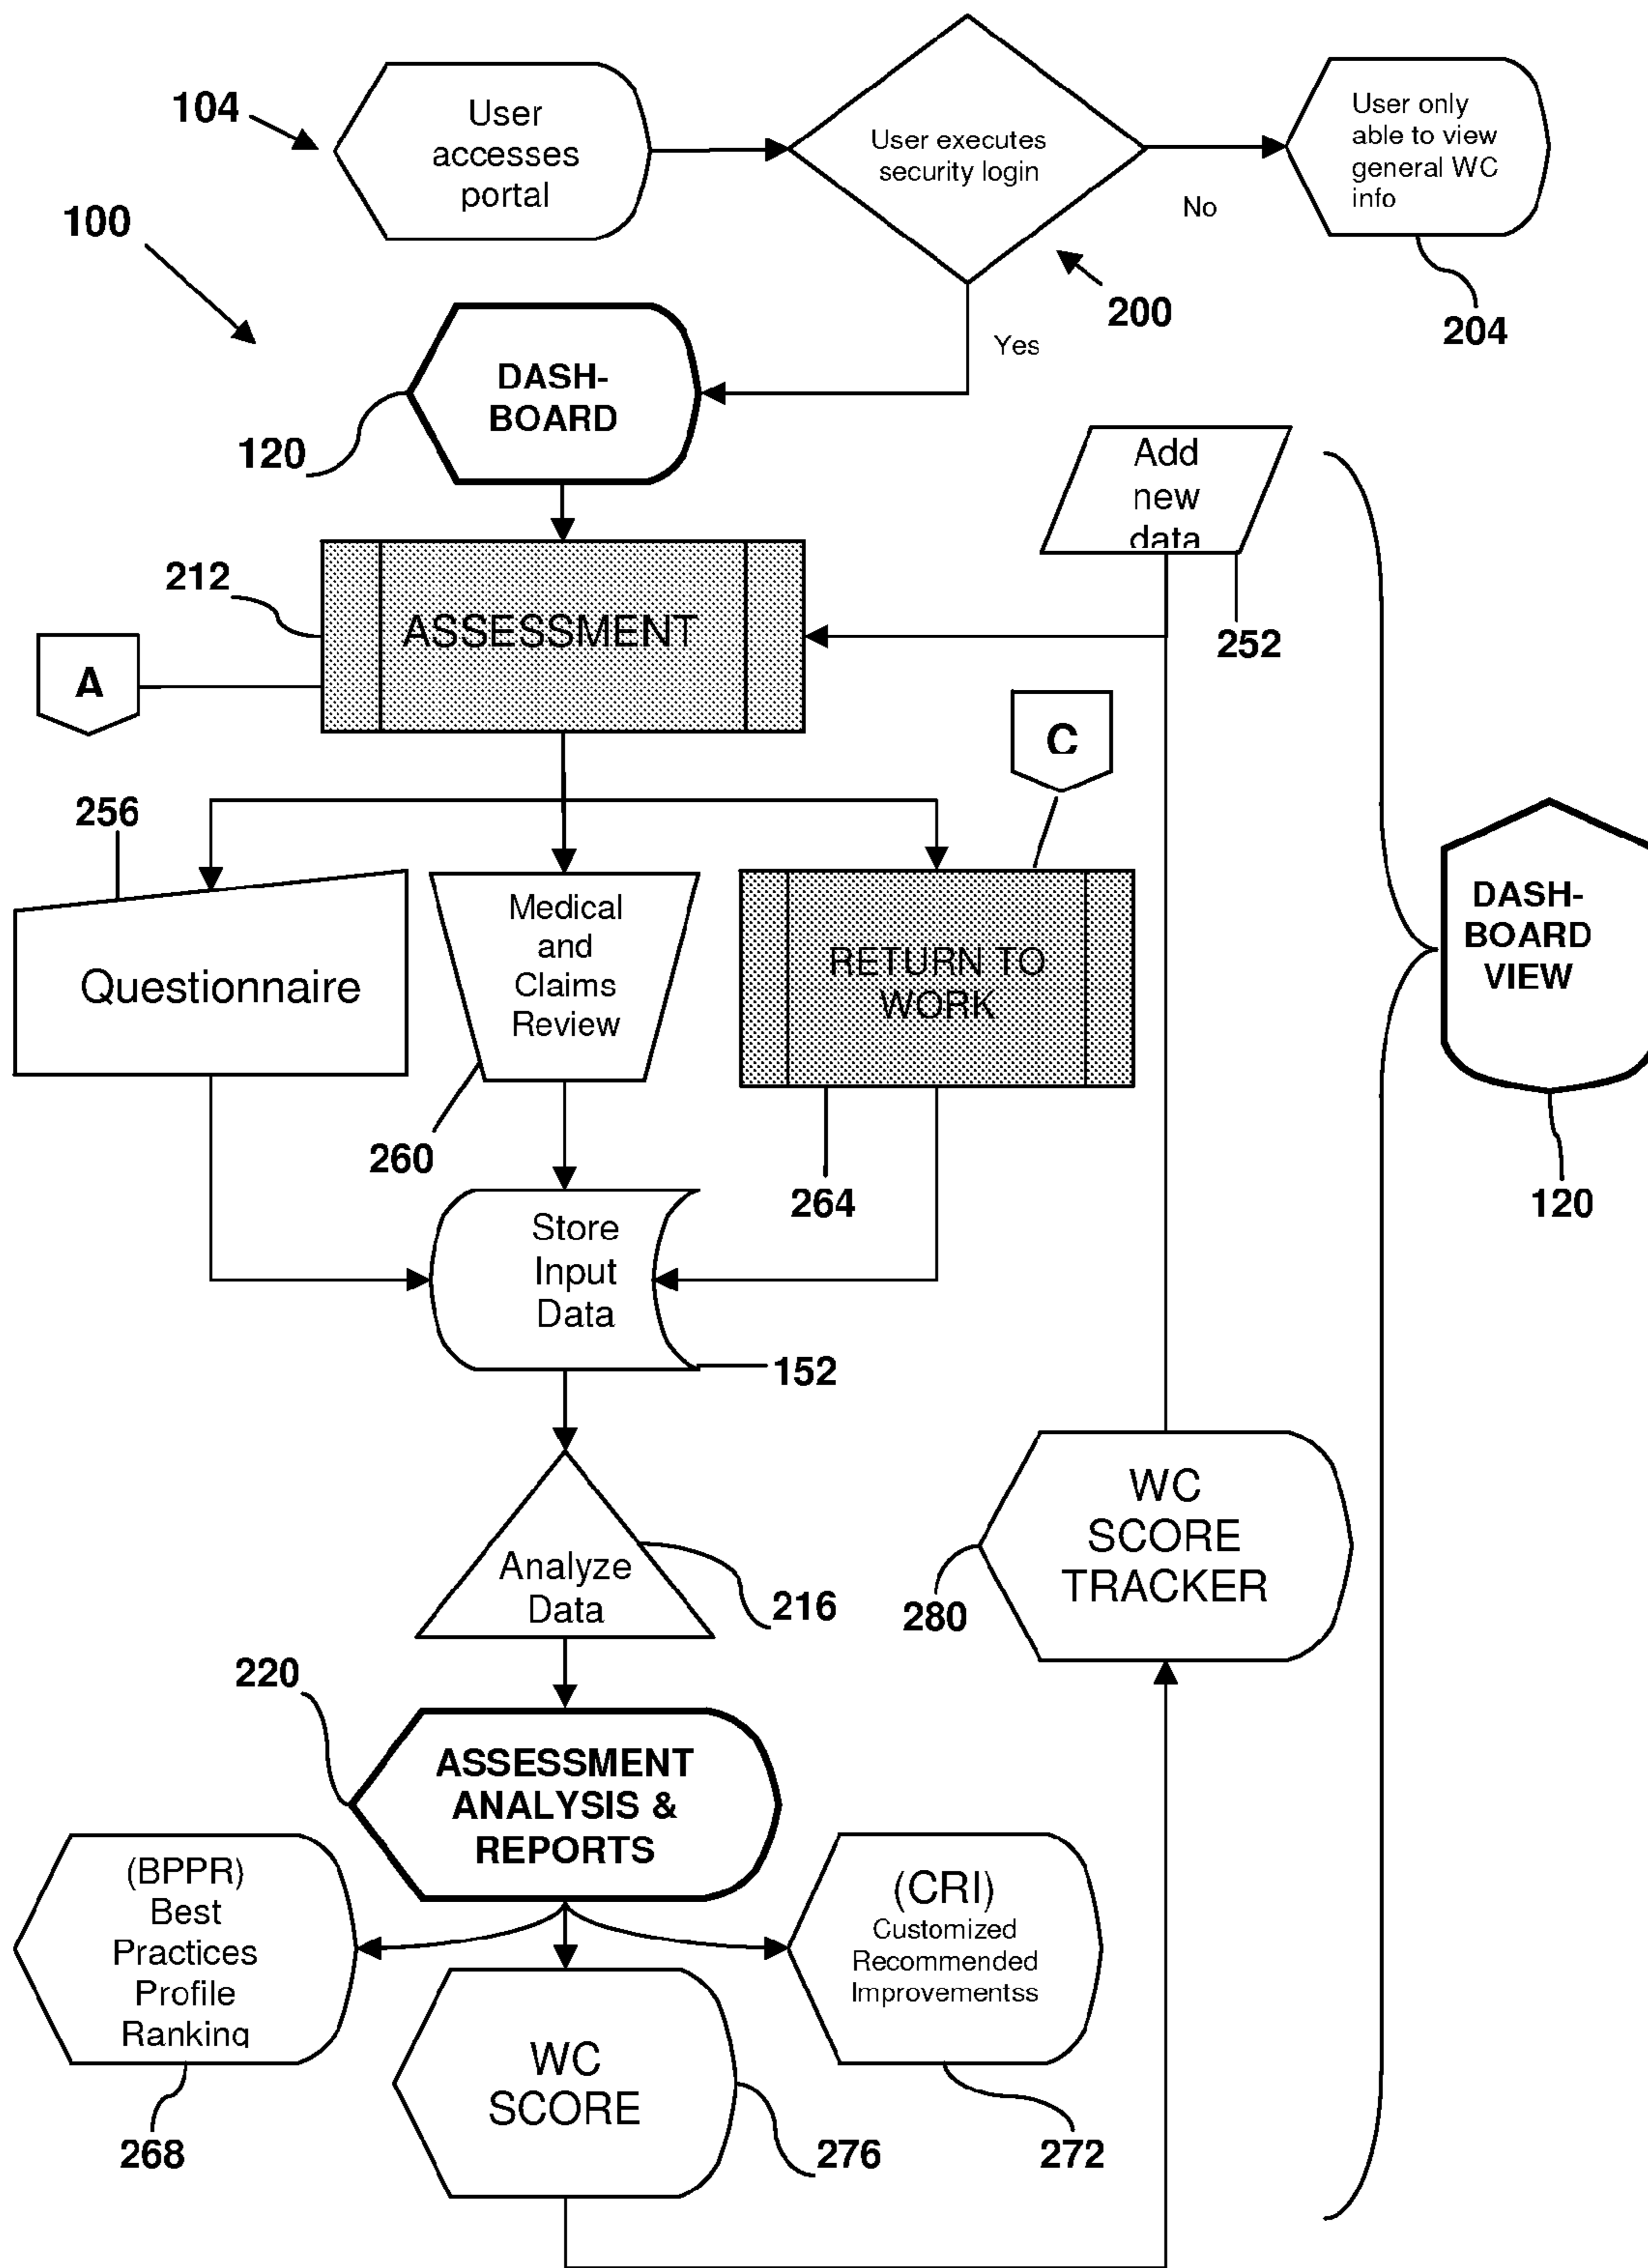 104
User
accesses
portal
User executes
security login
User only
able to view
general WC
info
No
100
200
204
Yes
DASH-
BOARD
120
Add
new
data
252
212
ASSESSMENT
A
C
256
Questionnaire
Medical
and
Claims
Review
260
RETURN TO
WORK
264
DASH-
BOARD
VIEW
120
Store
Input
Data
152
Analyze
Data
216
WC
SCORE
TRACKER
280
220
ASSESSMENT
ANALYSIS &
REPORTS
(BPPR)
Best
Practices
Profile
Ranking
268
WC
SCORE
276
(CRI)
Customized
Recommended
Improvementss
272